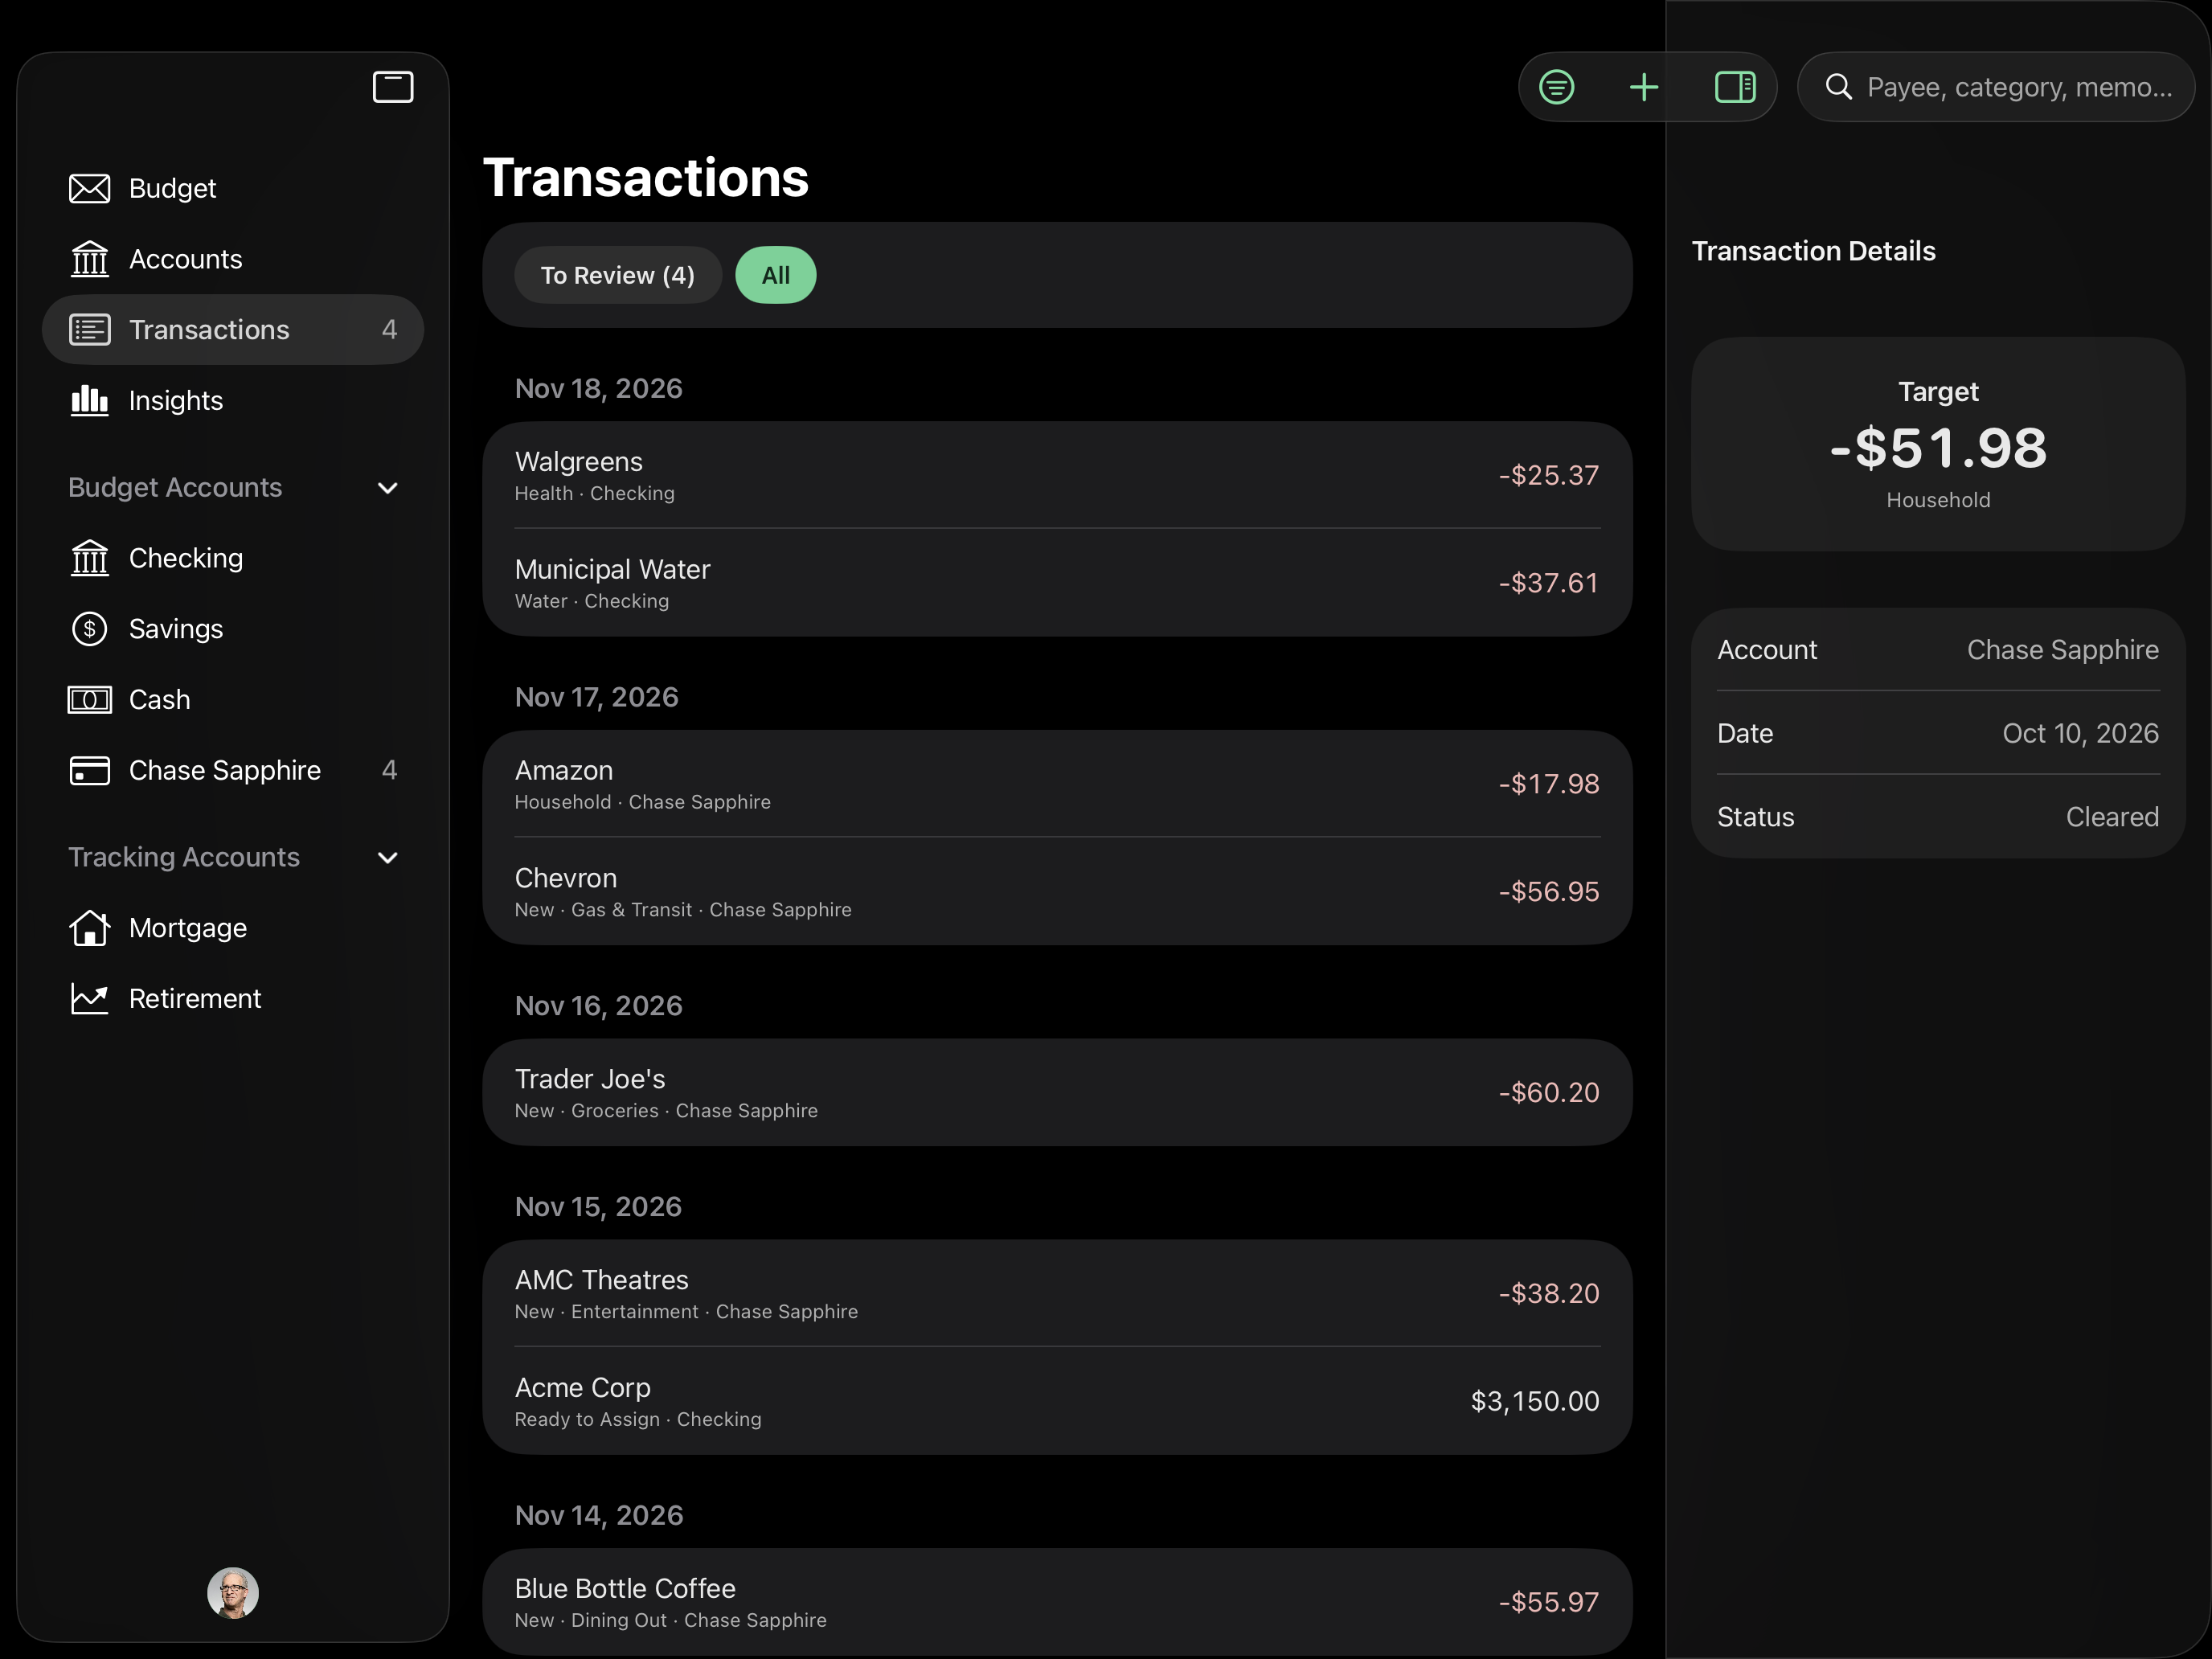 Budget
Accounts
Transactions 4
Insights
Budget Accounts
Checking
Savings
Cash
Chase Sapphire 4
Tracking Accounts
Mortgage
Retirement
Payee, category, memo...
Transactions
To Review (4) All
Nov 18, 2026
Walgreens
Health · Checking
-$25.37
Municipal Water
Water · Checking
-$37.61
Nov 17, 2026
Amazon
Household · Chase Sapphire
-$17.98
Chevron
New · Gas & Transit · Chase Sapphire
-$56.95
Nov 16, 2026
Trader Joe's
New · Groceries · Chase Sapphire
-$60.20
Nov 15, 2026
AMC Theatres
New · Entertainment · Chase Sapphire
-$38.20
Acme Corp
Ready to Assign · Checking
$3,150.00
Nov 14, 2026
Blue Bottle Coffee
New · Dining Out · Chase Sapphire
-$55.97
Transaction Details
Target
-$51.98
Household
Account Chase Sapphire
Date Oct 10, 2026
Status Cleared